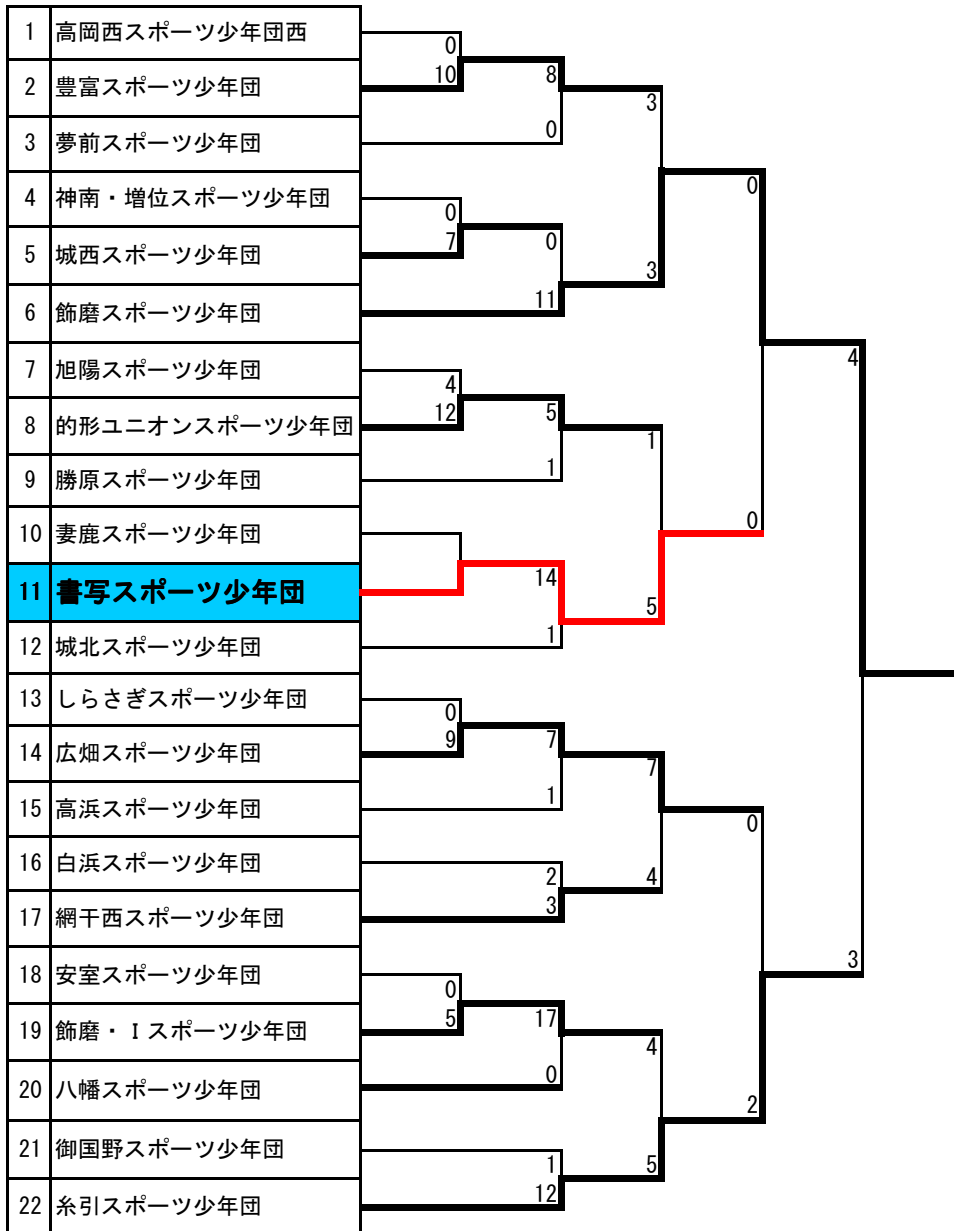 1 高岡西スポーツ少年団西
2 豊富スポーツ少年団
3 夢前スポーツ少年団
4 神南・増位スポーツ少年団
5 城西スポーツ少年団
6 飾磨スポーツ少年団
7 旭陽スポーツ少年団
8 的形ユニオンスポーツ少年団
9 勝原スポーツ少年団
10 妻鹿スポーツ少年団
11 書写スポーツ少年団
12 城北スポーツ少年団
13 しらさぎスポーツ少年団
14 広畑スポーツ少年団
15 高浜スポーツ少年団
16 白浜スポーツ少年団
17 網干西スポーツ少年団
18 安室スポーツ少年団
19 飾磨・Iスポーツ少年団
20 八幡スポーツ少年団
21 御国野スポーツ少年団
22 糸引スポーツ少年団
0
10
0
7
4
12
0
9
0
5
8
0
0
11
5
1
14
1
7
1
2
3
17
0
1
12
3
3
1
5
7
4
4
5
0
0
0
2
4
3